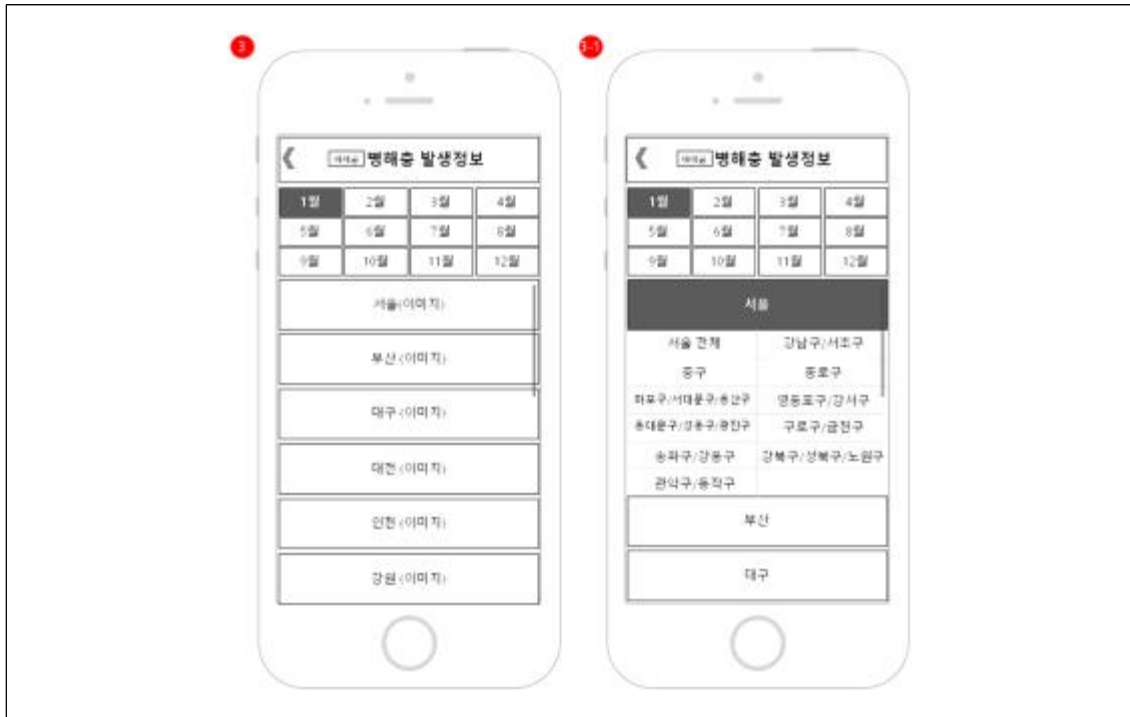 3
병해충 발생정보
1월 2월 3월 4월
5월 6월 7월 8월
9월 10월 11월 12월
서울(이미지)
부산(이미지)
대구(이미지)
대전(이미지)
인천(이미지)
강원(이미지)
3-1
병해충 발생정보
1월 2월 3월 4월
5월 6월 7월 8월
9월 10월 11월 12월
서울
서울 전체 강남구/서초구
중구 종로구
마포구/서대문구/용산구 영등포구/강서구
동대문구/성동구/광진구 구로구/금천구
송파구/강동구 강북구/성북구/노원구
관악구/동작구
부산
대구